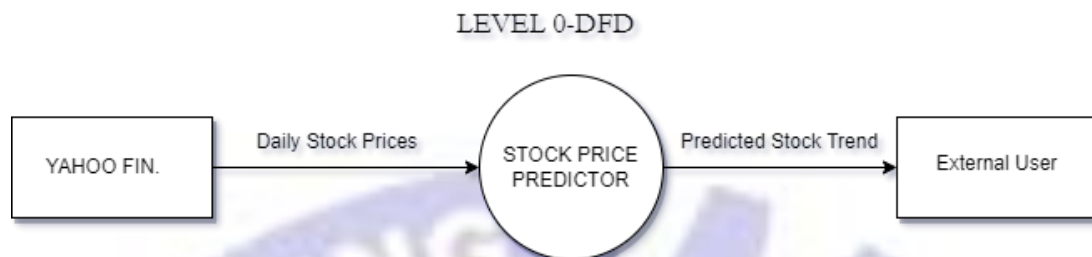 LEVEL 0-DFD
Daily Stock Prices
Predicted Stock Trend
YAHOO FIN.
STOCK PRICE
PREDICTOR
External User